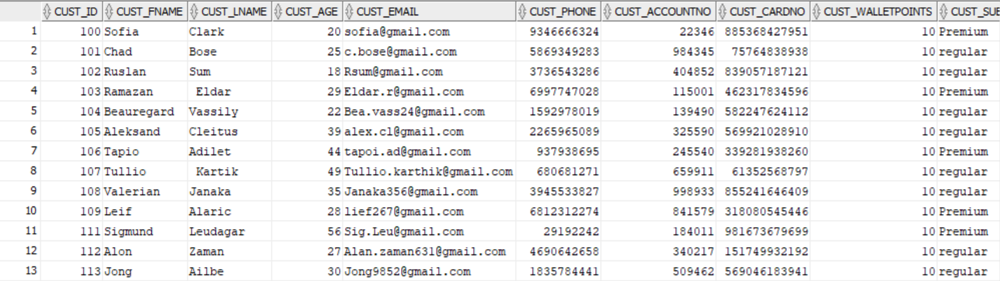 CUST_ID CUST_FNAME CUST_LNAME CUST_AGE CUST_EMAIL CUST_PHONE CUST_ACCOUNTNO CUST_CARDNO CUST_WALLETPOINTS CUST_SUE
1 100 Sofia Clark 20 sofia@gmail.com 9346666324 22346 885368427951 10 Premium
2 101 Chad Bose 25 c.bose@gmail.com 5869349283 984345 75764838938 10 regular
3 102 Ruslan Sum 18 Rsum@gmail.com 3736543286 404852 839057187121 10 regular
4 103 Ramazan Eldar 29 Eldar.r@gmail.com 6997747028 115001 462317834596 10 Premium
5 104 Beauregard Vassily 22 Bea.vass24@gmail.com 1592978019 139490 582247624112 10 regular
6 105 Aleksand Cleitus 39 alex.cl@gmail.com 2265965089 325590 569921028910 10 regular
7 106 Tapio Adilet 44 tapoi.ad@gmail.com 937938695 245540 339281938260 10 Premium
8 107 Tullio Kartik 49 Tullio.karthik@gmail.com 680681271 659911 61352568797 10 regular
9 108 Valerian Janaka 35 Janaka356@gmail.com 3945533827 998933 855241646409 10 regular
10 109 Leif Alaric 28 lief267@gmail.com 6812312274 841579 318080545446 10 Premium
11 111 Sigmund Leudagar 56 Sig.Leu@gmail.com 29192242 184011 981673679699 10 Premium
12 112 Alon Zaman 27 Alan.zaman631@gmail.com 4690642658 340217 151749932192 10 regular
13 113 Jong Ailbe 30 Jong9852@gmail.com 1835784441 509462 569046183941 10 regular